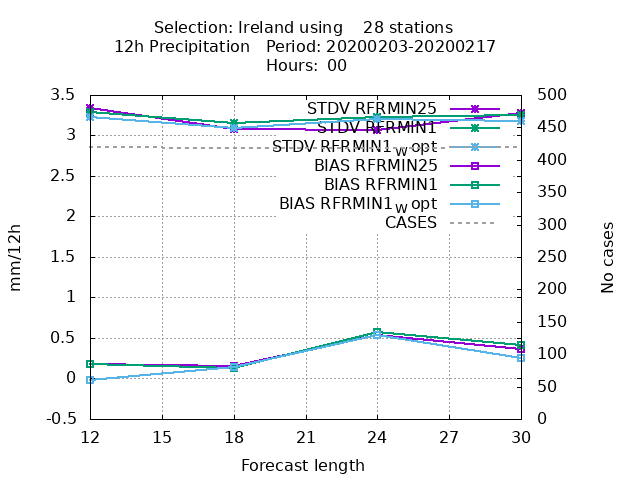 Selection: Ireland using 28 stations
12h Precipitation Period: 20200203-20200217
Hours: 00
STDV RFRMIN25
STDV RFRMIN1
STDV RFRMIN1w opt
BIAS RFRMIN25
BIAS RFRMIN1
BIAS RFRMIN1w opt
CASES
mm/12h
3.5
3
2.5
2
1.5
1
0.5
0
-0.5
No cases
500
450
400
350
300
250
200
150
100
50
0
12 15 18 21 24 27 30
Forecast length